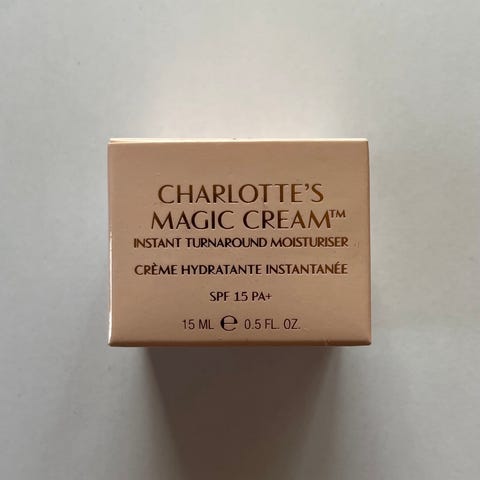 CHARLOTTE'S
MAGIC CREAM™
INSTANT TURNAROUND MOISTURISER
CRÈME HYDRATANTE INSTANTANÉE
SPF 15 PA+
15 ML ℮ 0.5 FL. OZ.